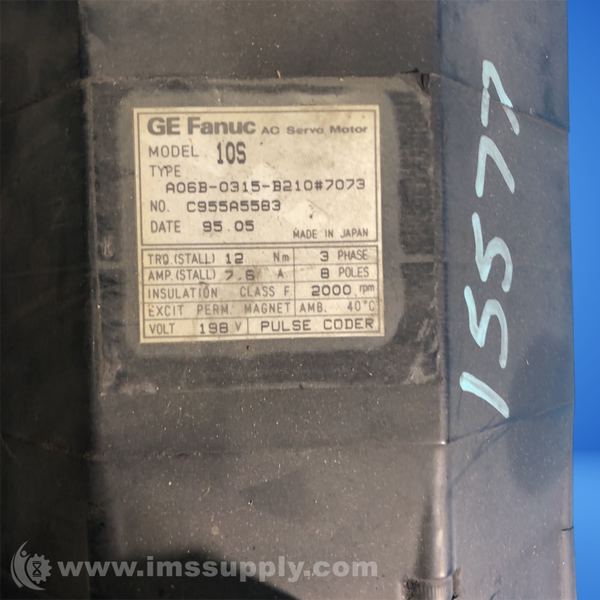 GE Fanuc AC Servo Motor
MODEL 10S
TYPE
A06B-0315-B210#7073
NO. C955A5583
DATE 95.05
MADE IN JAPAN
TRQ.(STALL) 12 Nm 3 PHASE
AMP.(STALL) 7.6 A 8 POLES
INSULATION CLASS F 2000 rpm
EXCIT PERM. MAGNET AMB. 40°C
VOLT 198 V PULSE CODER
15577
www.imssupply.com/